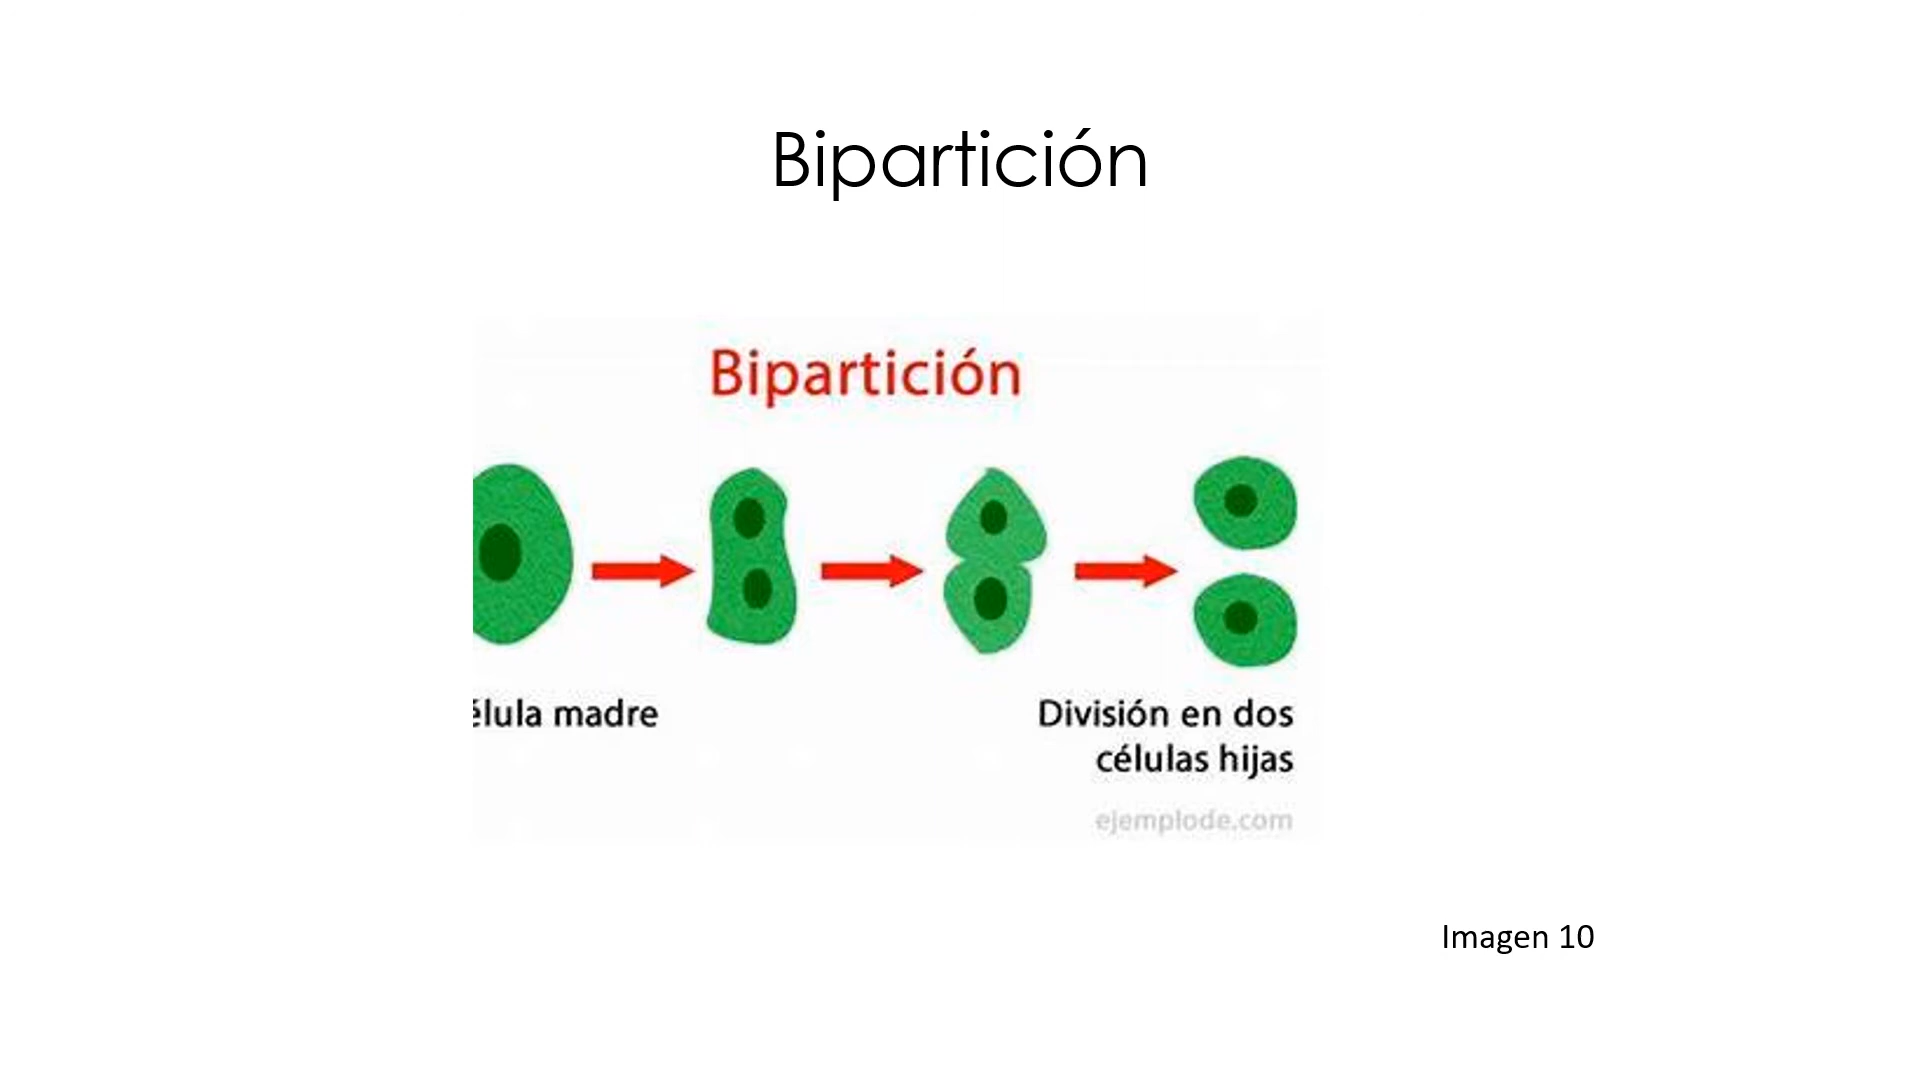 Bipartición
Bipartición
élula madre
División en dos
células hijas
ejemplode.com
Imagen 10